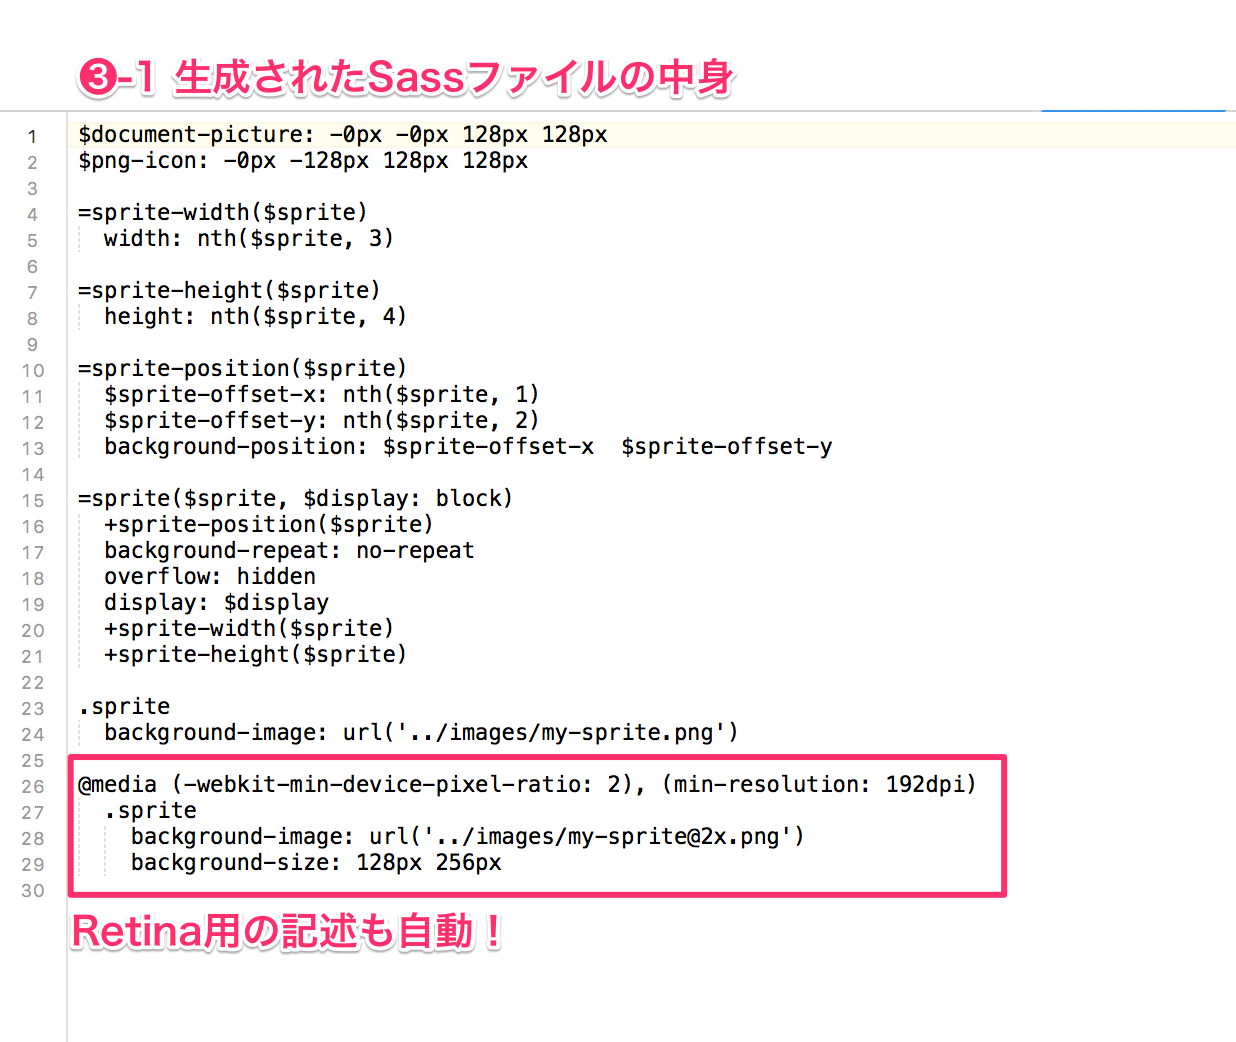 ❸-1 生成されたSassファイルの中身
1 $document-picture: -0px -0px 128px 128px
2 $png-icon: -0px -128px 128px 128px
3
4 =sprite-width($sprite)
5 width: nth($sprite, 3)
6
7 =sprite-height($sprite)
8 height: nth($sprite, 4)
9
10 =sprite-position($sprite)
11 $sprite-offset-x: nth($sprite, 1)
12 $sprite-offset-y: nth($sprite, 2)
13 background-position: $sprite-offset-x  $sprite-offset-y
14
15 =sprite($sprite, $display: block)
16 +sprite-position($sprite)
17 background-repeat: no-repeat
18 overflow: hidden
19 display: $display
20 +sprite-width($sprite)
21 +sprite-height($sprite)
22
23 .sprite
24 background-image: url('../images/my-sprite.png')
25
26 @media (-webkit-min-device-pixel-ratio: 2), (min-resolution: 192dpi)
27 .sprite
28 background-image: url('../images/my-sprite@2x.png')
29 background-size: 128px 256px
30
Retina用の記述も自動！